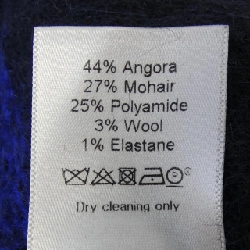 44% Angora
27% Mohair
25% Polyamide
3% Wool
1% Elastane
Dry cleaning only